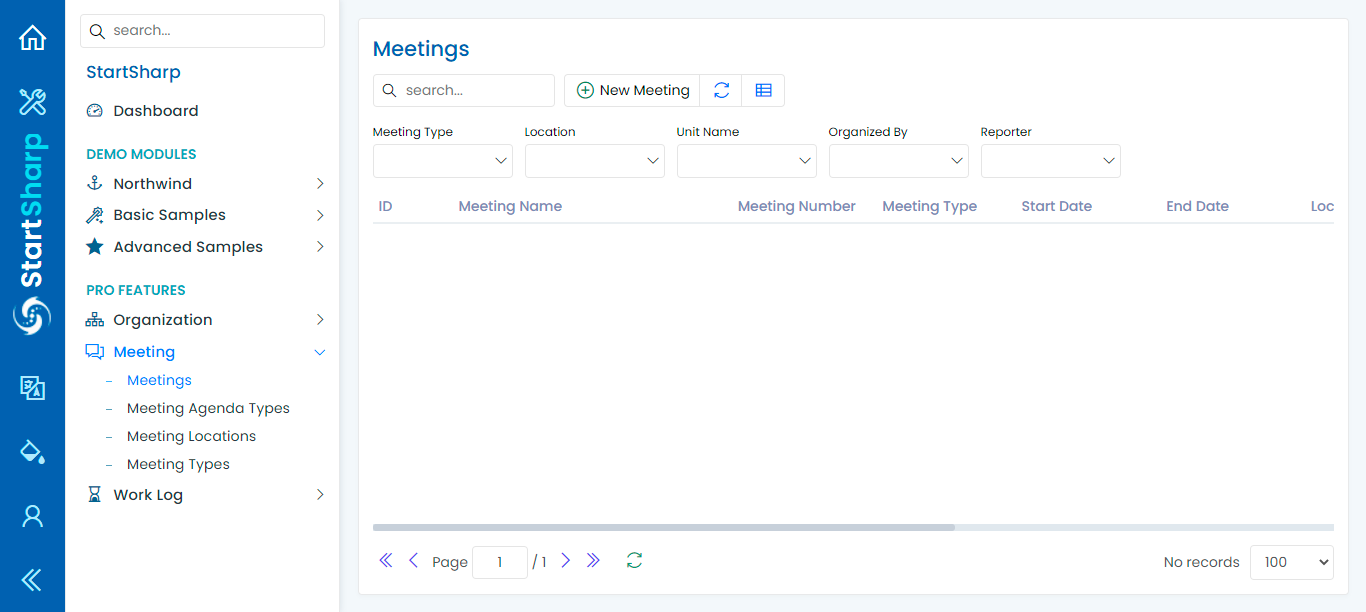 StartSharp
search...
StartSharp
Dashboard
DEMO MODULES
Northwind
Basic Samples
Advanced Samples
PRO FEATURES
Organization
Meeting
Meetings
Meeting Agenda Types
Meeting Locations
Meeting Types
Work Log
Meetings
search...
New Meeting
Meeting Type Location Unit Name Organized By Reporter
ID Meeting Name Meeting Number Meeting Type Start Date End Date Loc
Page 1 / 1 No records 100